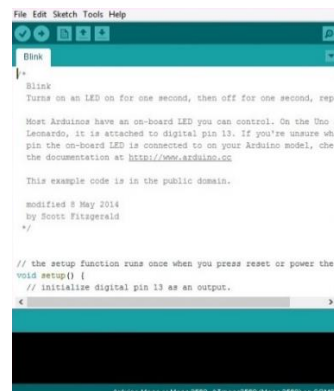 File Edit Sketch Tools Help
Blink
/*
Blink
Turns on an LED on for one second, then off for one second, rep
Most Arduinos have an on-board LED you can control. On the Uno
Leonardo, it is attached to digital pin 13. If you're unsure wh
pin the on-board LED is connected to on your Arduino model, che
the documentation at http://www.arduino.cc
This example code is in the public domain.
modified 8 May 2014
by Scott Fitzgerald
*/
// the setup function runs once when you press reset or power the
void setup() {
// initialize digital pin 13 as an output.